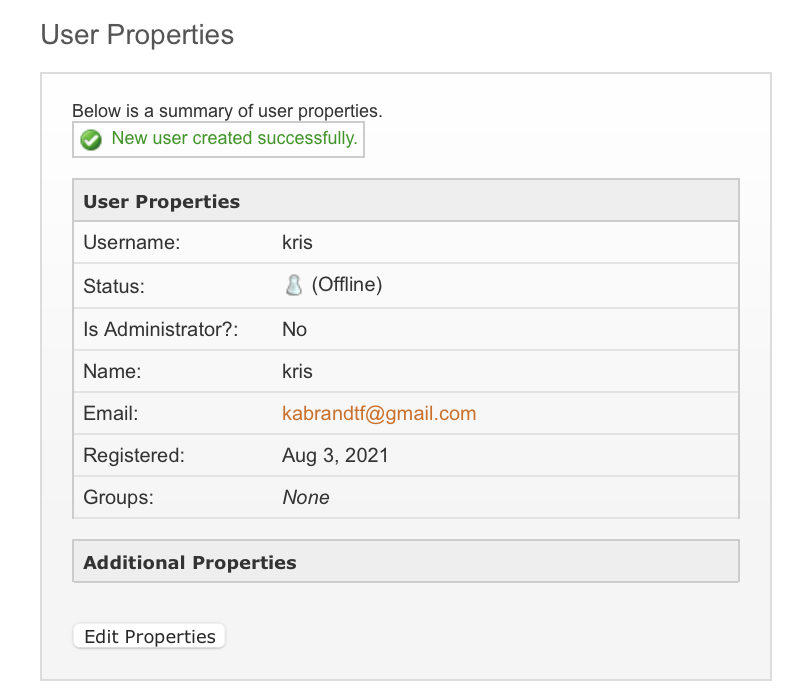 User Properties
Below is a summary of user properties.
New user created successfully.
User Properties
Username: kris
Status: (Offline)
Is Administrator?: No
Name: kris
Email: kabrandtf@gmail.com
Registered: Aug 3, 2021
Groups: None
Additional Properties
Edit Properties